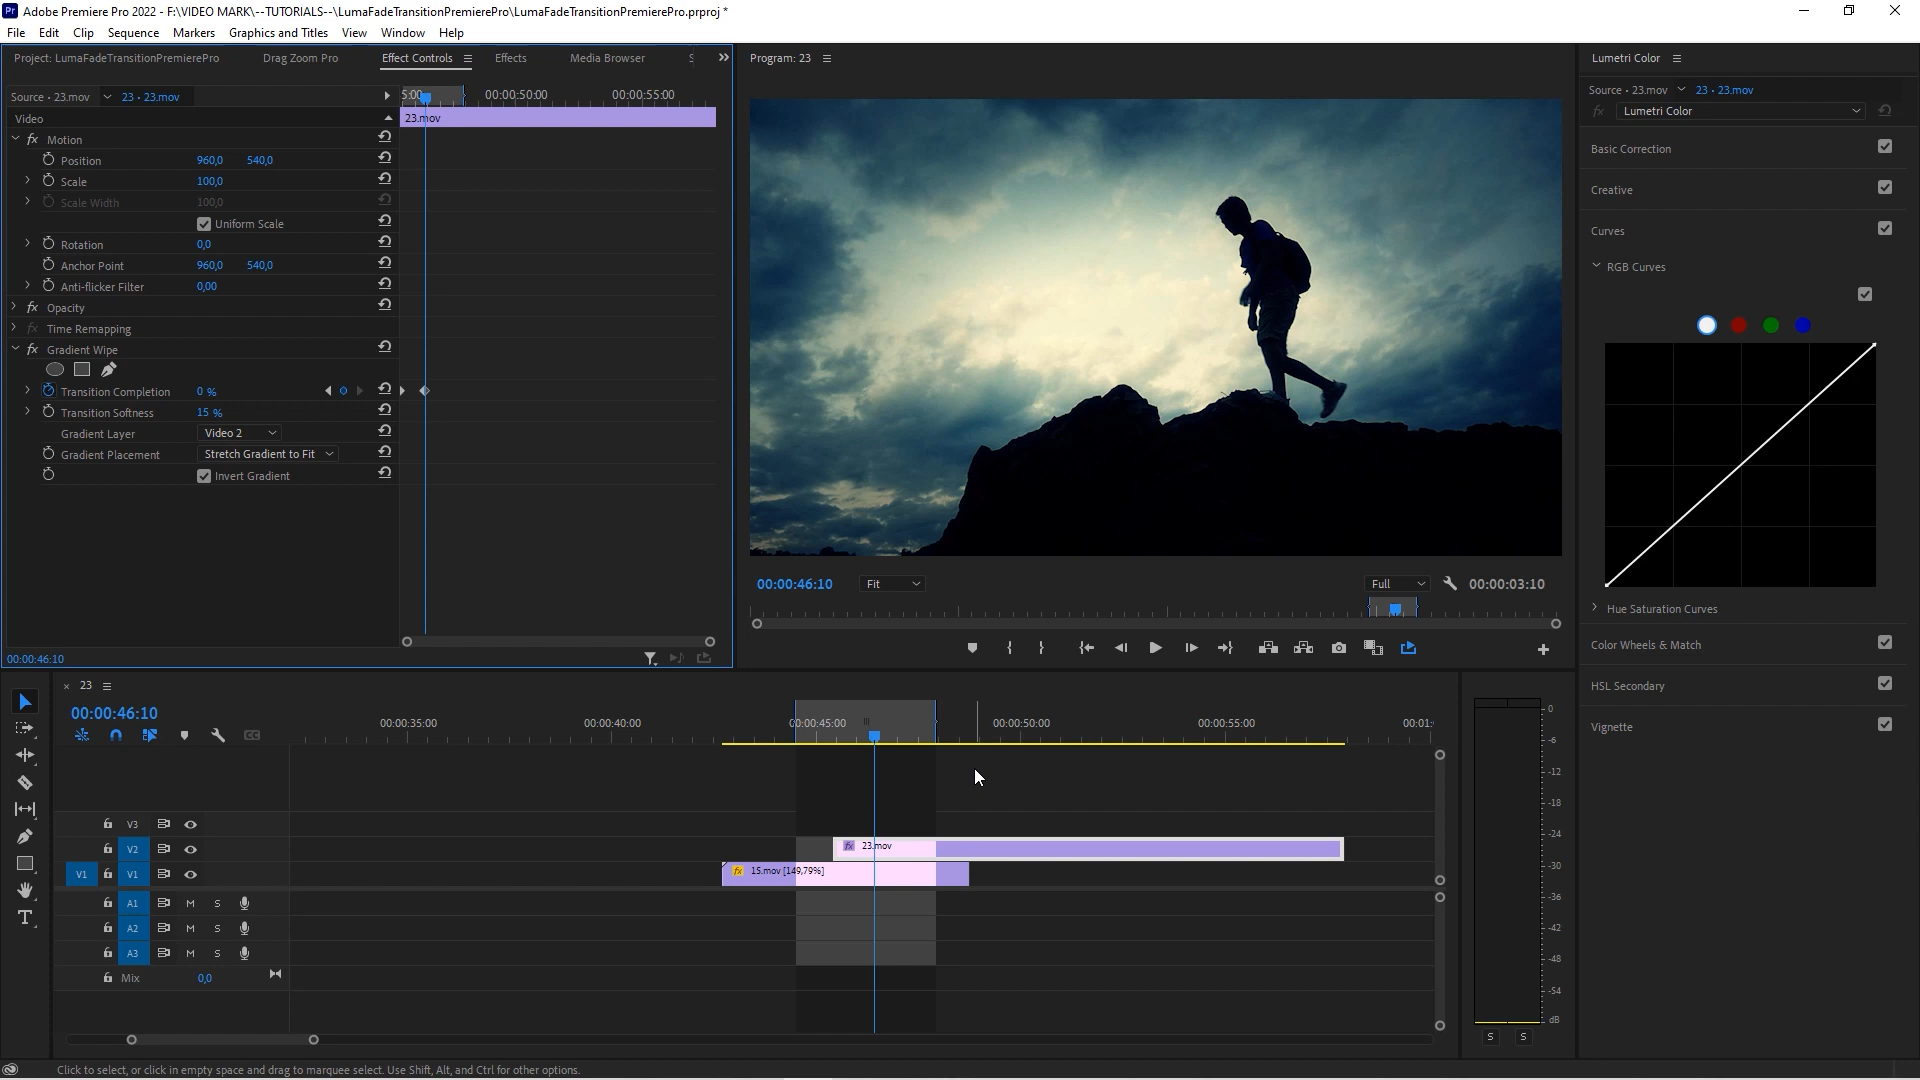 Pr Adobe Premiere Pro 2022 - F:\VIDEO MARK\--TUTORIALS--\LumaFadeTransitionPremierePro\LumaFadeTransitionPremierePro.prproj *
File Edit Clip Sequence Markers Graphics and Titles View Window Help
Project: LumaFadeTransitionPremierePro Drag Zoom Pro Effect Controls Effects Media Browser S
Program: 23
Lumetri Color
Source • 23.mov 23 • 23.mov
5:00 00:00:50:00 00:00:55:00
Source • 23.mov 23 • 23.mov
fx Lumetri Color
Video
23.mov
fx Motion
Position 960,0 540,0
Scale 100,0
Scale Width 100,0
Uniform Scale
Rotation 0,0
Anchor Point 960,0 540,0
Anti-flicker Filter 0,00
fx Opacity
fx Time Remapping
fx Gradient Wipe
Transition Completion 0 %
Transition Softness 15 %
Gradient Layer Video 2
Gradient Placement Stretch Gradient to Fit
Invert Gradient
00:00:46:10
00:00:46:10 Fit Full 00:00:03:10
Basic Correction
Creative
Curves
RGB Curves
Hue Saturation Curves
Color Wheels & Match
HSL Secondary
Vignette
× 23
00:00:46:10
00:00:35:00 00:00:40:00 00:00:45:00 00:00:50:00 00:00:55:00 00:01:
V3
V2 fx 23.mov
V1 V1 fx 15.mov [149,79%]
A1 M S
A2 M S
A3 M S
Mix 0,0
0
-6
-12
-18
-24
-30
-36
-42
-48
-54
dB
S S
T
Click to select, or click in empty space and drag to marquee select. Use Shift, Alt, and Ctrl for other options.